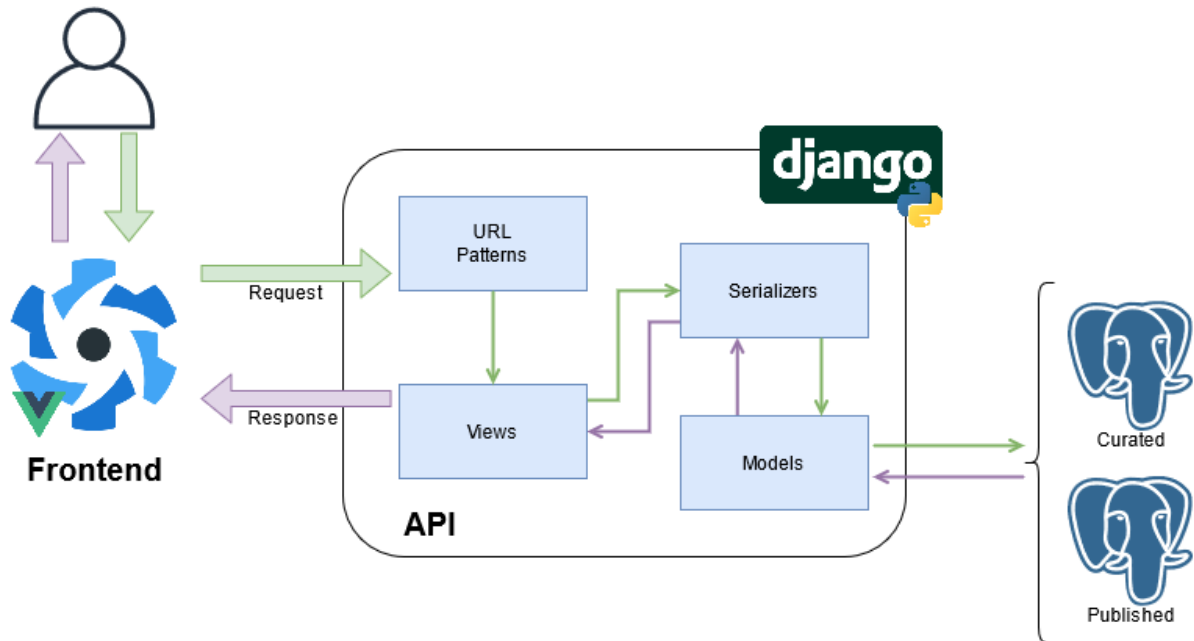 django
URL
Patterns
Serializers
Request
Response
Views
Models
Curated
Frontend
API
Published